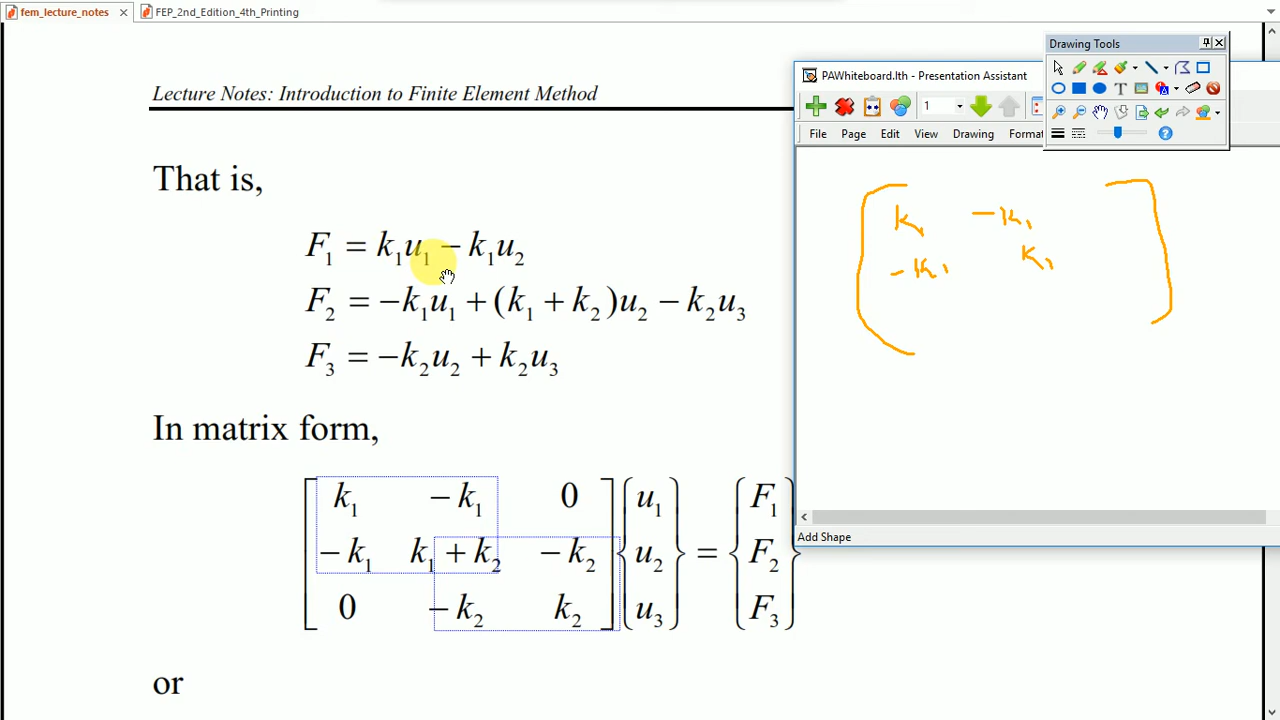 fem_lecture_notes × FEP_2nd_Edition_4th_Printing
Lecture Notes: Introduction to Finite Element Method
That is,
F₁ = k₁u₁ − k₁u₂
F₂ = −k₁u₁ + (k₁ + k₂)u₂ − k₂u₃
F₃ = −k₂u₂ + k₂u₃
In matrix form,
k₁ −k₁ 0 u₁ F₁
−k₁ k₁ + k₂ −k₂ u₂ = F₂
0 −k₂ k₂ u₃ F₃
or
Drawing Tools
T
?
PAWhiteboard.lth - Presentation Assistant
1
File Page Edit View Drawing Forma
k₁ −k₁
−k₁ k₁
Add Shape